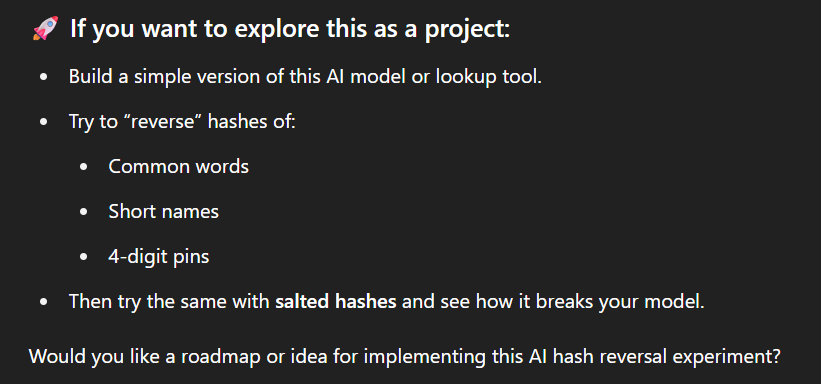 🚀 If you want to explore this as a project:
• Build a simple version of this AI model or lookup tool.
• Try to “reverse” hashes of:
• Common words
• Short names
• 4-digit pins
• Then try the same with salted hashes and see how it breaks your model.
Would you like a roadmap or idea for implementing this AI hash reversal experiment?